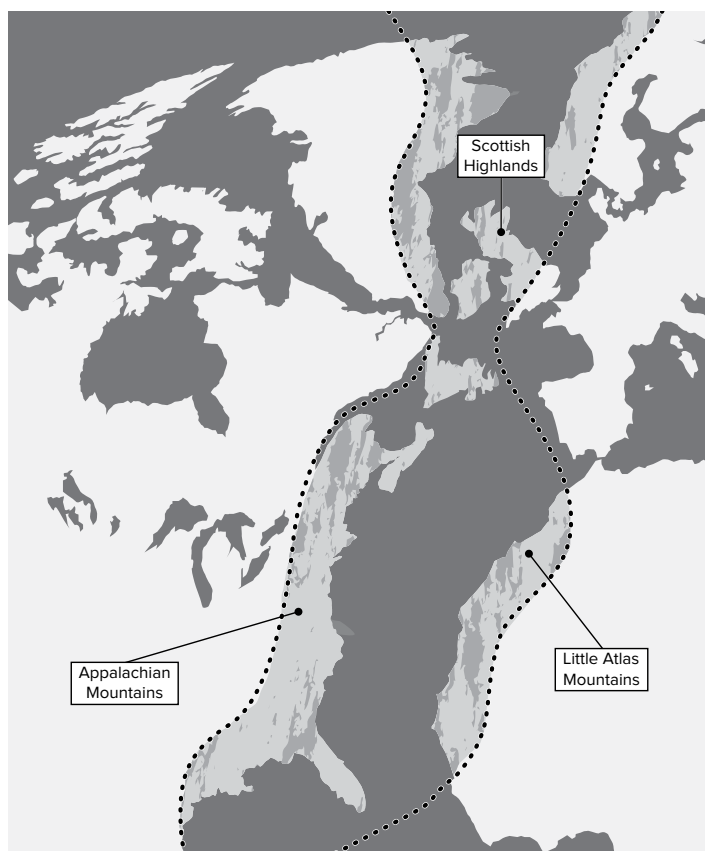 Scottish
Highlands
Appalachian
Mountains
Little Atlas
Mountains